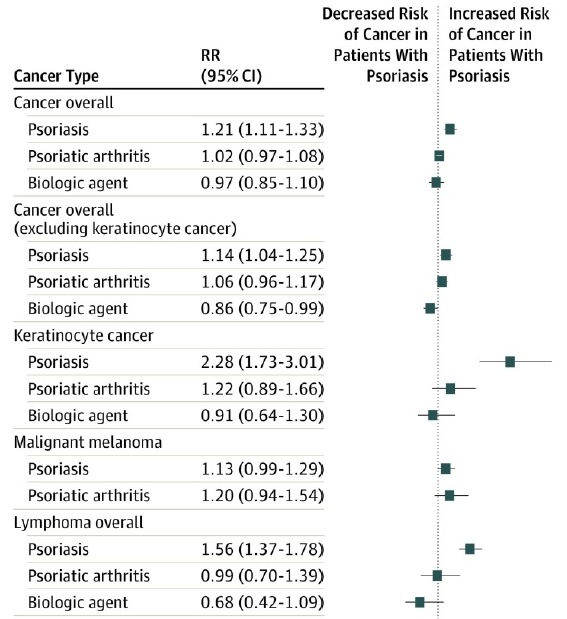 Decreased Risk
of Cancer in
Patients With
Psoriasis
Increased Risk
of Cancer in
Patients With
Psoriasis
Cancer Type
RR
(95% CI)
Cancer overall
Psoriasis 1.21 (1.11-1.33)
Psoriatic arthritis 1.02 (0.97-1.08)
Biologic agent 0.97 (0.85-1.10)
Cancer overall
(excluding keratinocyte cancer)
Psoriasis 1.14 (1.04-1.25)
Psoriatic arthritis 1.06 (0.96-1.17)
Biologic agent 0.86 (0.75-0.99)
Keratinocyte cancer
Psoriasis 2.28 (1.73-3.01)
Psoriatic arthritis 1.22 (0.89-1.66)
Biologic agent 0.91 (0.64-1.30)
Malignant melanoma
Psoriasis 1.13 (0.99-1.29)
Psoriatic arthritis 1.20 (0.94-1.54)
Lymphoma overall
Psoriasis 1.56 (1.37-1.78)
Psoriatic arthritis 0.99 (0.70-1.39)
Biologic agent 0.68 (0.42-1.09)